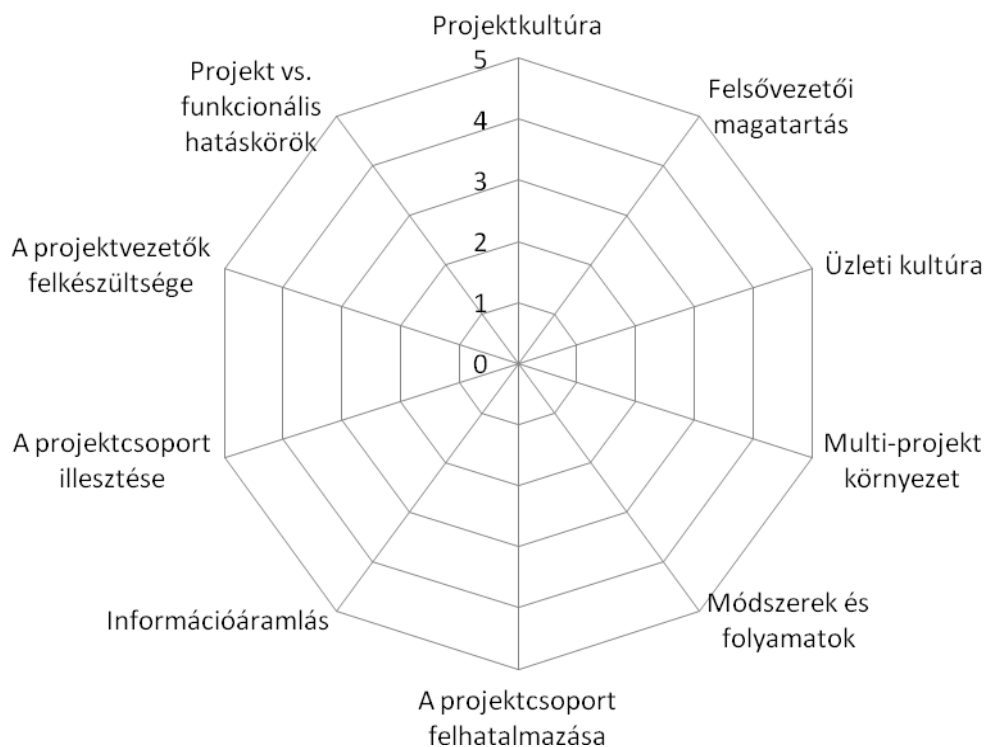 Projektkultúra
5
4
3
2
1
0
Felsővezetői
magatartás
Üzleti kultúra
Multi-projekt
környezet
Módszerek és
folyamatok
A projektcsoport
felhatalmazása
Információáramlás
A projektcsoport
illesztése
A projektvezetők
felkészültsége
Projekt vs.
funkcionális
hatáskörök